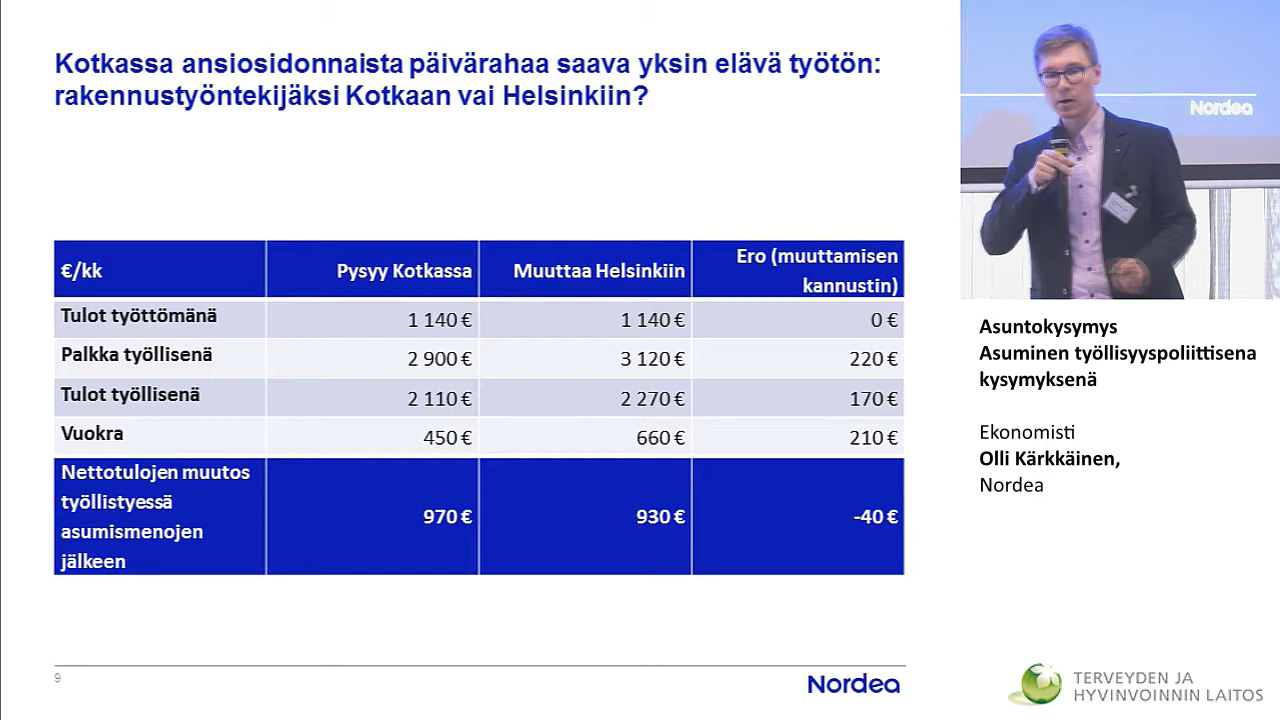 Kotkassa ansiosidonnaista päivärahaa saava yksin elävä työtön:
rakennustyöntekijäksi Kotkaan vai Helsinkiin?
€/kk
Pysyy Kotkassa
Muuttaa Helsinkiin
Ero (muuttamisen
kannustin)
Tulot työttömänä
1 140 €
1 140 €
0 €
Palkka työllisenä
2 900 €
3 120 €
220 €
Tulot työllisenä
2 110 €
2 270 €
170 €
Vuokra
450 €
660 €
210 €
Nettotulojen muutos
työllistyessä
asumismenojen
jälkeen
970 €
930 €
-40 €
9
Nordea
Nordea
Asuntokysymys
Asuminen työllisyyspoliittisena
kysymyksenä
Ekonomisti
Olli Kärkkäinen,
Nordea
TERVEYDEN JA
HYVINVOINNIN LAITOS